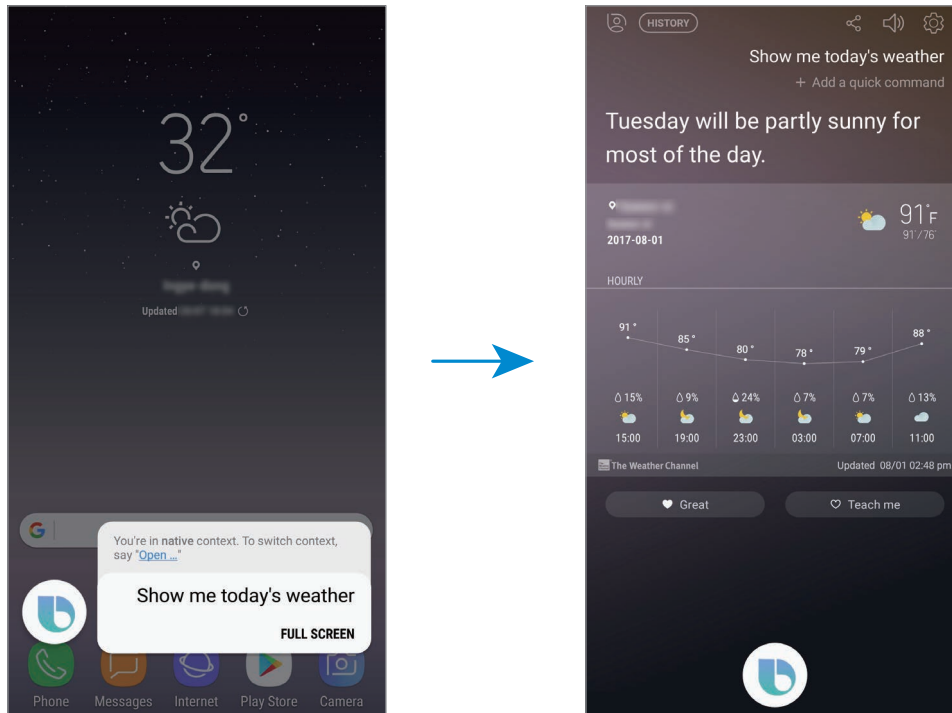 32°
Updated
You're in native context. To switch context,
say "Open ..."
Show me today's weather
FULL SCREEN
Phone Messages Internet Play Store Camera
HISTORY
Show me today's weather
+ Add a quick command
Tuesday will be partly sunny for
most of the day.
91°F
91°/76°
2017-08-01
HOURLY
91° 85° 80° 78° 79° 88°
15% 9% 24% 7% 7% 13%
15:00 19:00 23:00 03:00 07:00 11:00
The Weather Channel Updated 08/01 02:48 pm
Great Teach me